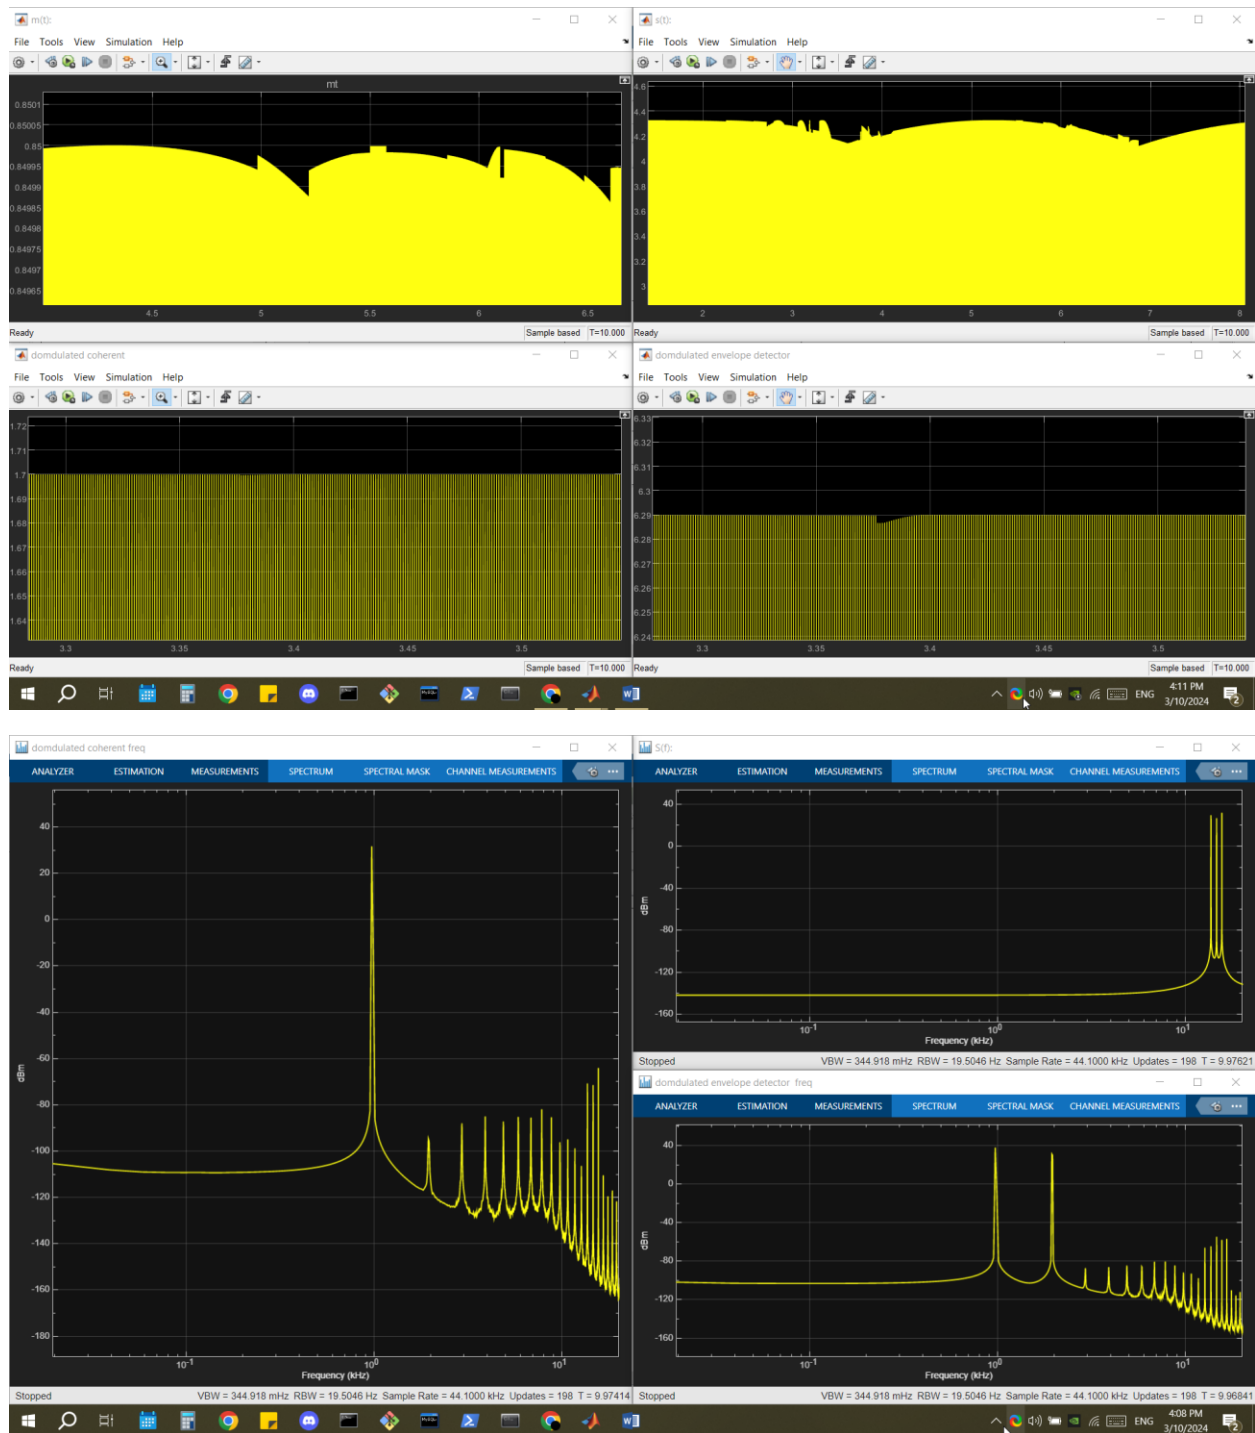 m(t):
File Tools View Simulation Help
mt
0.8501
0.85005
0.85
0.84995
0.8499
0.84985
0.8498
0.84975
0.8497
0.84965
4.5 5 5.5 6 6.5
Ready Sample based T=10.000
s(t):
File Tools View Simulation Help
4.6
4.4
4.2
4
3.8
3.6
3.4
3.2
3
2 3 4 5 6 7 8
Ready Sample based T=10.000
domdulated coherent
File Tools View Simulation Help
1.72
1.71
1.7
1.69
1.68
1.67
1.66
1.65
1.64
3.3 3.35 3.4 3.45 3.5
Ready Sample based T=10.000
domdulated envelope detector
File Tools View Simulation Help
6.33
6.32
6.31
6.3
6.29
6.28
6.27
6.26
6.25
6.24
3.3 3.35 3.4 3.45 3.5
Ready Sample based T=10.000
ENG 4:11 PM
3/10/2024
2
domdulated coherent freq
ANALYZER ESTIMATION MEASUREMENTS SPECTRUM SPECTRAL MASK CHANNEL MEASUREMENTS
40
20
0
-20
-40
-60
-80
-100
-120
-140
-160
-180
dBm
10-1 100 101
Frequency (kHz)
Stopped VBW = 344.918 mHz RBW = 19.5046 Hz Sample Rate = 44.1000 kHz Updates = 198 T = 9.97414
S(f):
ANALYZER ESTIMATION MEASUREMENTS SPECTRUM SPECTRAL MASK CHANNEL MEASUREMENTS
40
0
-40
-80
-120
-160
dBm
10-1 100 101
Frequency (kHz)
Stopped VBW = 344.918 mHz RBW = 19.5046 Hz Sample Rate = 44.1000 kHz Updates = 198 T = 9.97621
domdulated envelope detector freq
ANALYZER ESTIMATION MEASUREMENTS SPECTRUM SPECTRAL MASK CHANNEL MEASUREMENTS
40
0
-40
-80
-120
-160
dBm
10-1 100 101
Frequency (kHz)
Stopped VBW = 344.918 mHz RBW = 19.5046 Hz Sample Rate = 44.1000 kHz Updates = 198 T = 9.96841
ENG 4:08 PM
3/10/2024
2